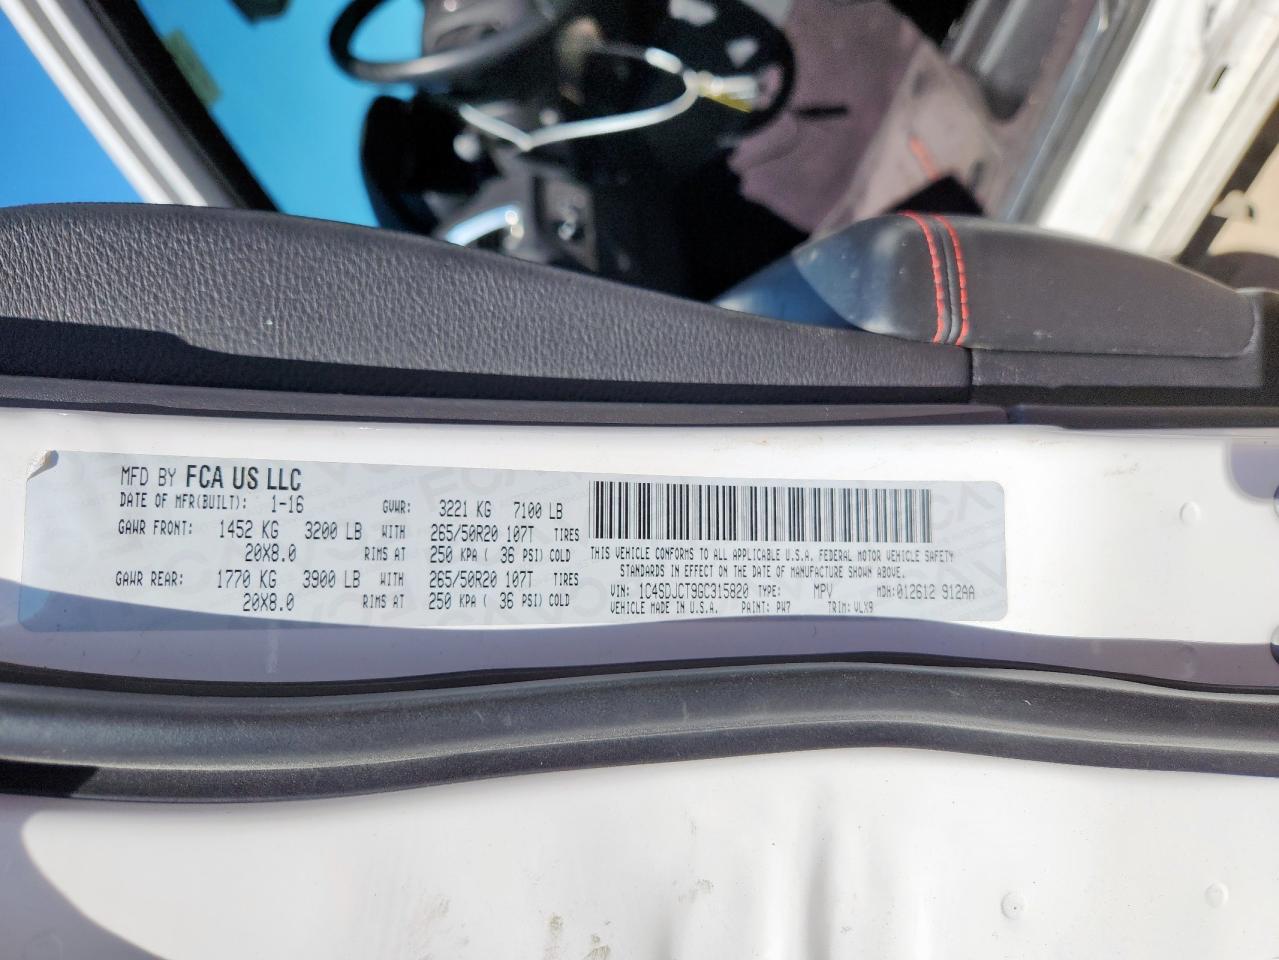 MFD BY FCA US LLC
DATE OF MFR(BUILT): 1-16 GVWR: 3221 KG 7100 LB
GAWR FRONT: 1452 KG 3200 LB WITH 265/50R20 107T TIRES
20X8.0 RIMS AT 250 KPA ( 36 PSI) COLD
GAWR REAR: 1770 KG 3900 LB WITH 265/50R20 107T TIRES
20X8.0 RIMS AT 250 KPA ( 36 PSI) COLD
THIS VEHICLE CONFORMS TO ALL APPLICABLE U.S.A. FEDERAL MOTOR VEHICLE SAFETY
STANDARDS IN EFFECT ON THE DATE OF MANUFACTURE SHOWN ABOVE.
VIN: 1C4SDJCT9GC315820 TYPE: MPV MDH:012612 912AA
VEHICLE MADE IN U.S.A. PAINT: PW7 TRIM: VLX9